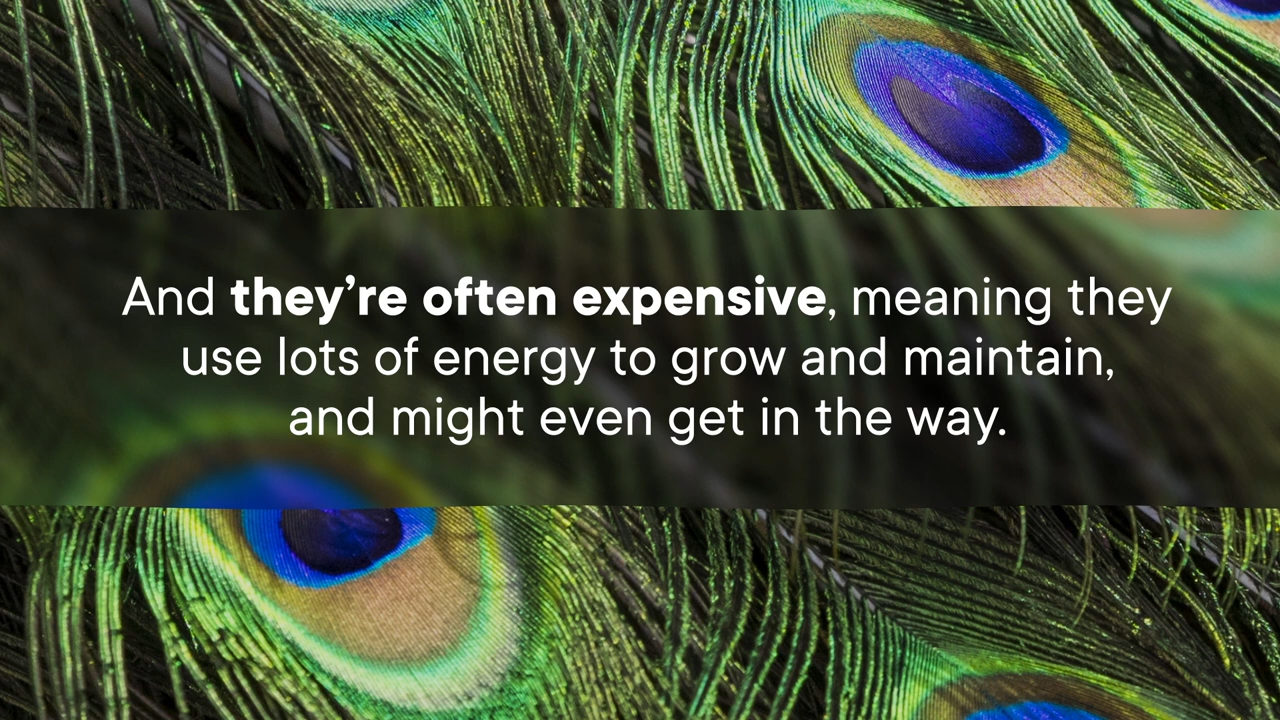 And they’re often expensive, meaning they
use lots of energy to grow and maintain,
and might even get in the way.